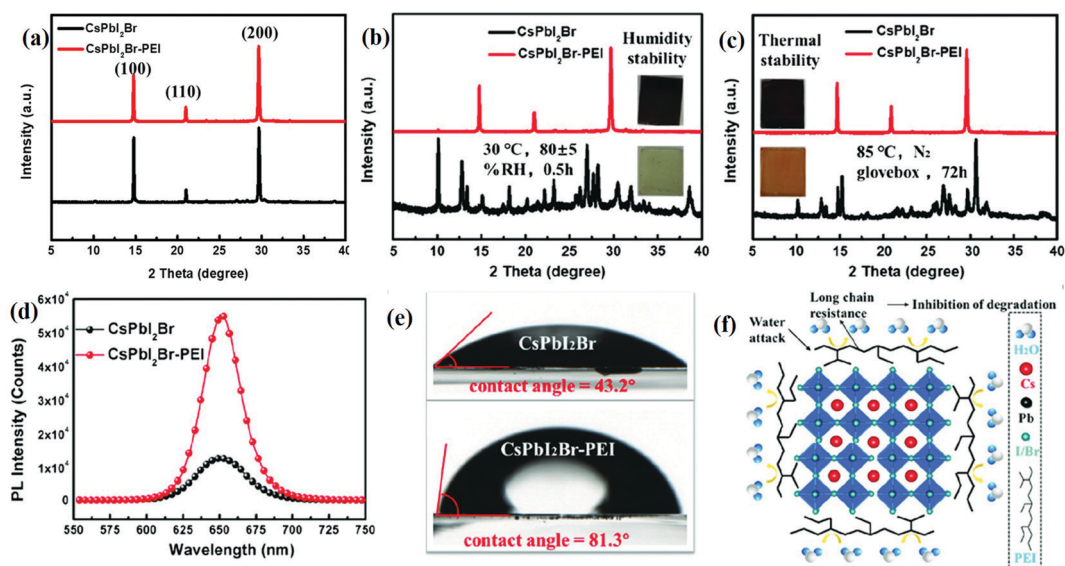 (a)
CsPbI₂Br
CsPbI₂Br-PEI
(100)
(110)
(200)
Intensity (a.u.)
5 10 15 20 25 30 35 40
2 Theta (degree)
(b)
CsPbI₂Br
CsPbI₂Br-PEI
Humidity
stability
30 °C, 80±5
%RH, 0.5h
Intensity (a.u.)
5 10 15 20 25 30 35 40
2 Theta (degree)
(c)
CsPbI₂Br
CsPbI₂Br-PEI
Thermal
stability
85 °C, N₂
glovebox, 72h
Intensity (a.u.)
5 10 15 20 25 30 35 40
2 Theta (degree)
(d)
6x10⁴
5x10⁴
4x10⁴
3x10⁴
2x10⁴
1x10⁴
0
CsPbI₂Br
CsPbI₂Br-PEI
PL Intensity (Counts)
550 575 600 625 650 675 700 725 750
Wavelength (nm)
(e)
CsPbI₂Br
contact angle = 43.2°
CsPbI₂Br-PEI
contact angle = 81.3°
(f)
Long chain
resistance
Inhibition of degradation
Water
attack
H₂O
Cs
Pb
I/Br
PEI